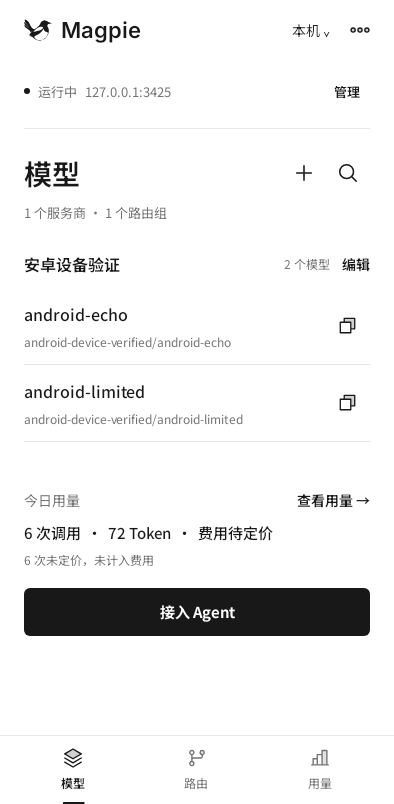 Magpie
本机
运行中 127.0.0.1:3425
管理
模型
1 个服务商 · 1 个路由组
安卓设备验证
2 个模型 编辑
android-echo
android-device-verified/android-echo
android-limited
android-device-verified/android-limited
今日用量
查看用量 →
6 次调用 · 72 Token · 费用待定价
6 次未定价，未计入费用
接入 Agent
模型
路由
用量